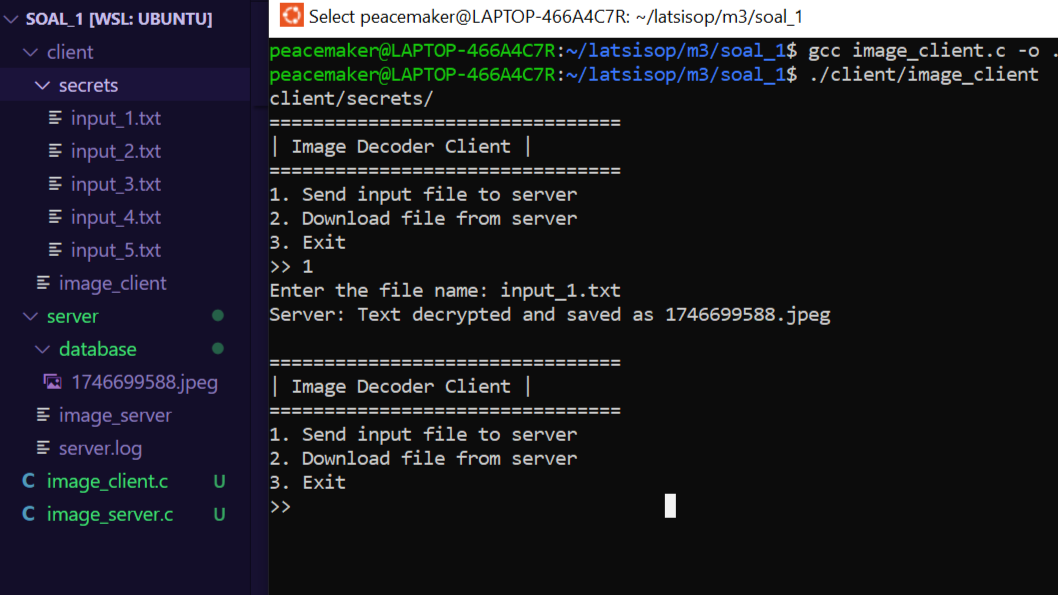 SOAL_1 [WSL: UBUNTU]
client
secrets
input_1.txt
input_2.txt
input_3.txt
input_4.txt
input_5.txt
image_client
server
database
1746699588.jpeg
image_server
server.log
C image_client.c U
C image_server.c U
Select peacemaker@LAPTOP-466A4C7R: ~/latsisop/m3/soal_1
peacemaker@LAPTOP-466A4C7R:~/latsisop/m3/soal_1$ gcc image_client.c -o .
peacemaker@LAPTOP-466A4C7R:~/latsisop/m3/soal_1$ ./client/image_client
client/secrets/
================================
| Image Decoder Client |
================================
1. Send input file to server
2. Download file from server
3. Exit
>> 1
Enter the file name: input_1.txt
Server: Text decrypted and saved as 1746699588.jpeg
================================
| Image Decoder Client |
================================
1. Send input file to server
2. Download file from server
3. Exit
>>